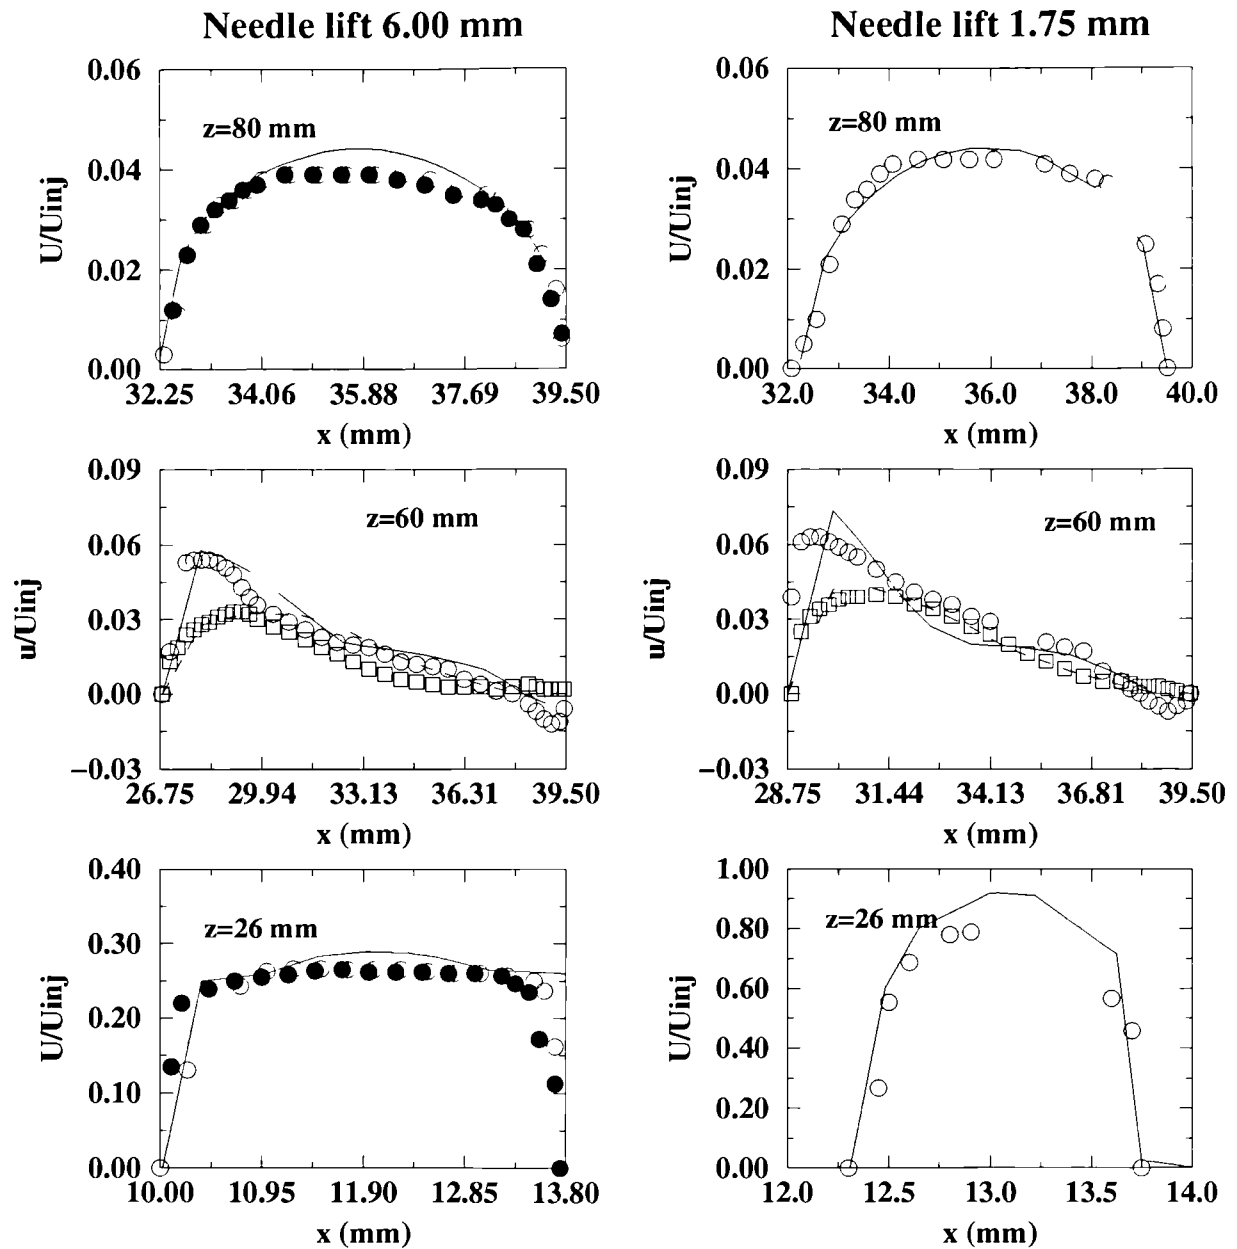 Needle lift 6.00 mm
Needle lift 1.75 mm
0.06
0.04
0.02
0.00
U/Uinj
z=80 mm
32.25 34.06 35.88 37.69 39.50
x (mm)
0.06
0.04
0.02
0.00
U/Uinj
z=80 mm
32.0 34.0 36.0 38.0 40.0
x (mm)
0.09
0.06
0.03
0.00
−0.03
u/Uinj
z=60 mm
26.75 29.94 33.13 36.31 39.50
x (mm)
0.09
0.06
0.03
0.00
−0.03
u/Uinj
z=60 mm
28.75 31.44 34.13 36.81 39.50
x (mm)
0.40
0.30
0.20
0.10
0.00
U/Uinj
z=26 mm
10.00 10.95 11.90 12.85 13.80
x (mm)
1.00
0.80
0.60
0.40
0.20
0.00
U/Uinj
z=26 mm
12.0 12.5 13.0 13.5 14.0
x (mm)